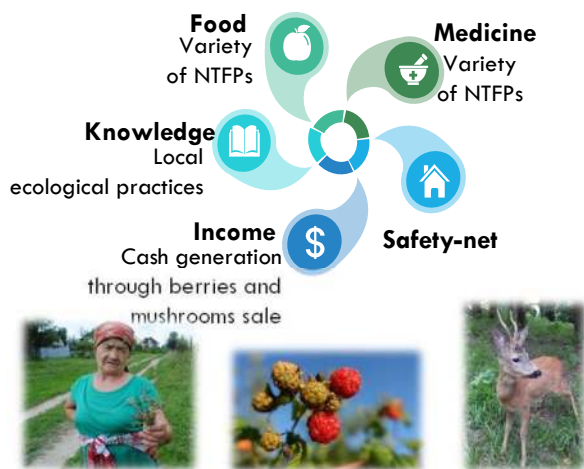 Food
Variety
of NTFPs
Medicine
Variety
of NTFPs
Knowledge
Local
ecological practices
Safety-net
Income
Cash generation
through berries and
mushrooms sale
$